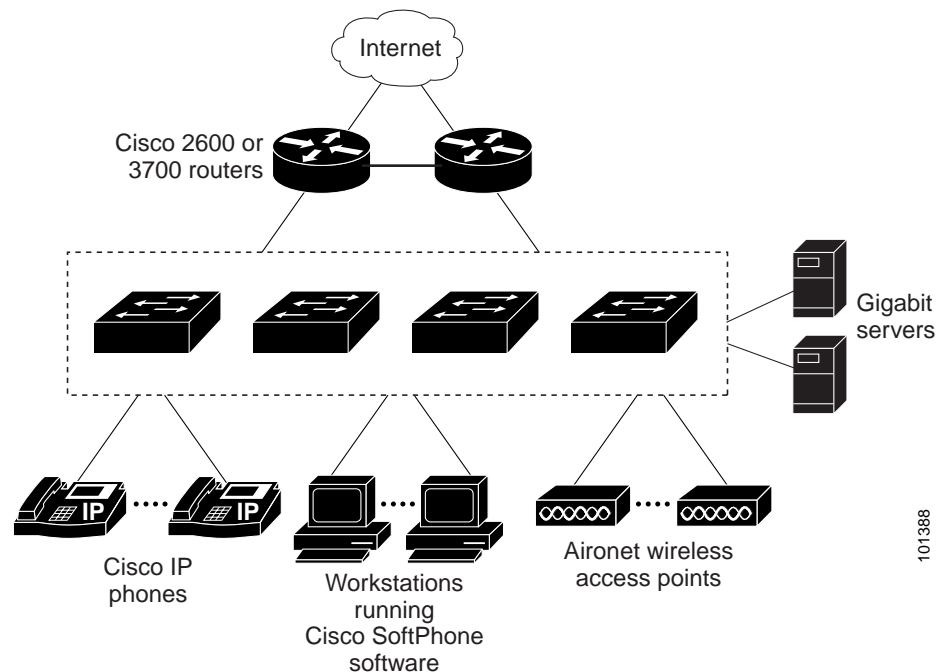 Internet
Cisco 2600 or
3700 routers
Gigabit
servers
IP
IP
Cisco IP
phones
Workstations
running
Cisco SoftPhone
software
Aironet wireless
access points
101388